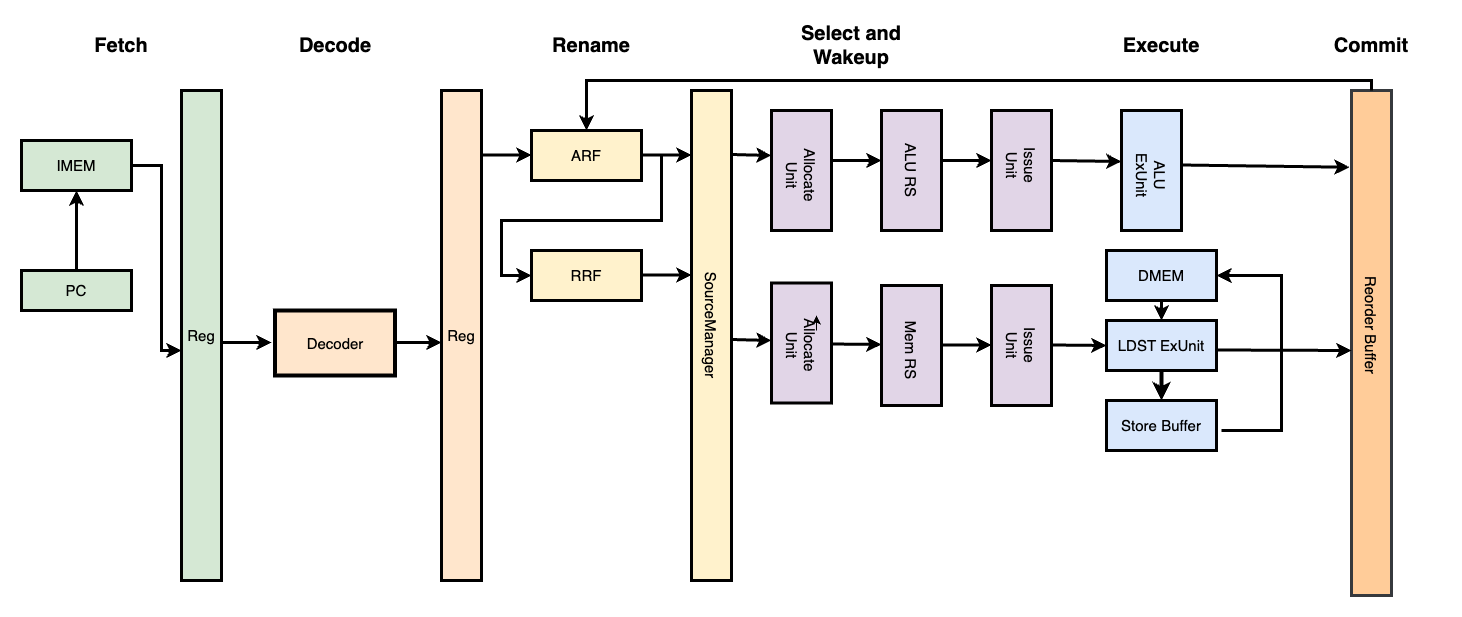 Fetch
Decode
Rename
Select and
Wakeup
Execute
Commit
IMEM
PC
Reg
Decoder
Reg
ARF
RRF
SourceManager
Allocate
Unit
ALU RS
Issue
Unit
ALU
ExUnit
Allocate
Unit
Mem RS
Issue
Unit
DMEM
LDST ExUnit
Store Buffer
Reorder Buffer